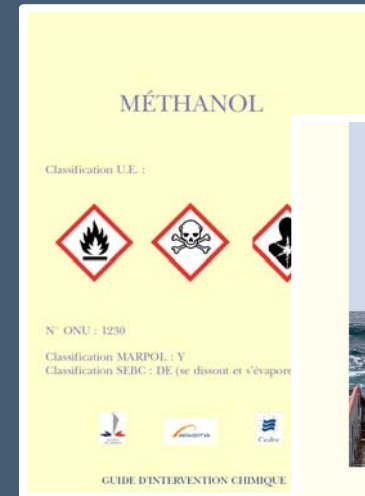 MÉTHANOL
Classification U.E. :
N° ONU : 1230
Classification MARPOL : Y
Classification SEBC : DE (se dissout et s'évapore
Cedre
GUIDE D'INTERVENTION CHIMIQUE